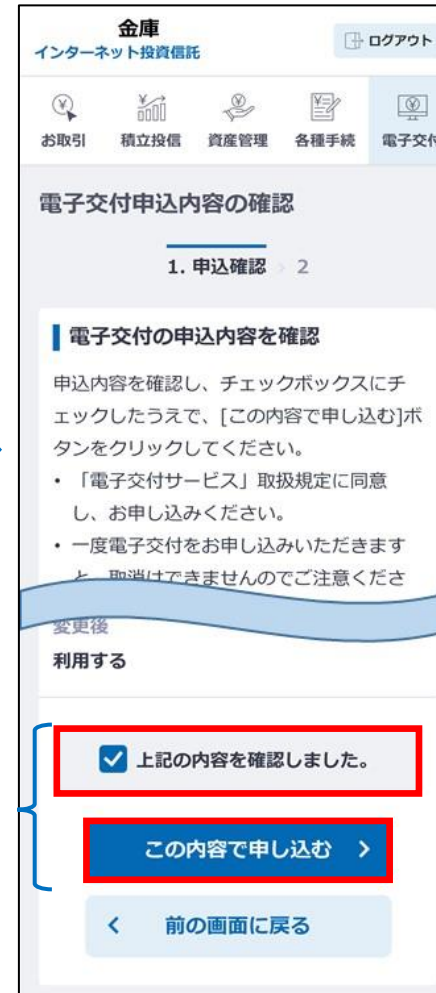 金庫
インターネット投資信託
ログアウト
お取引
積立投信
資産管理
各種手続
電子交付
電子交付申込内容の確認
1. 申込確認
2
電子交付の申込内容を確認
申込内容を確認し、チェックボックスにチ
ェックしたうえで、[この内容で申し込む]ボ
タンをクリックしてください。
• 「電子交付サービス」取扱規定に同意
し、お申し込みください。
• 一度電子交付をお申し込みいただきます
と、取消はできませんのでご注意くださ
変更後
利用する
上記の内容を確認しました。
この内容で申し込む
前の画面に戻る